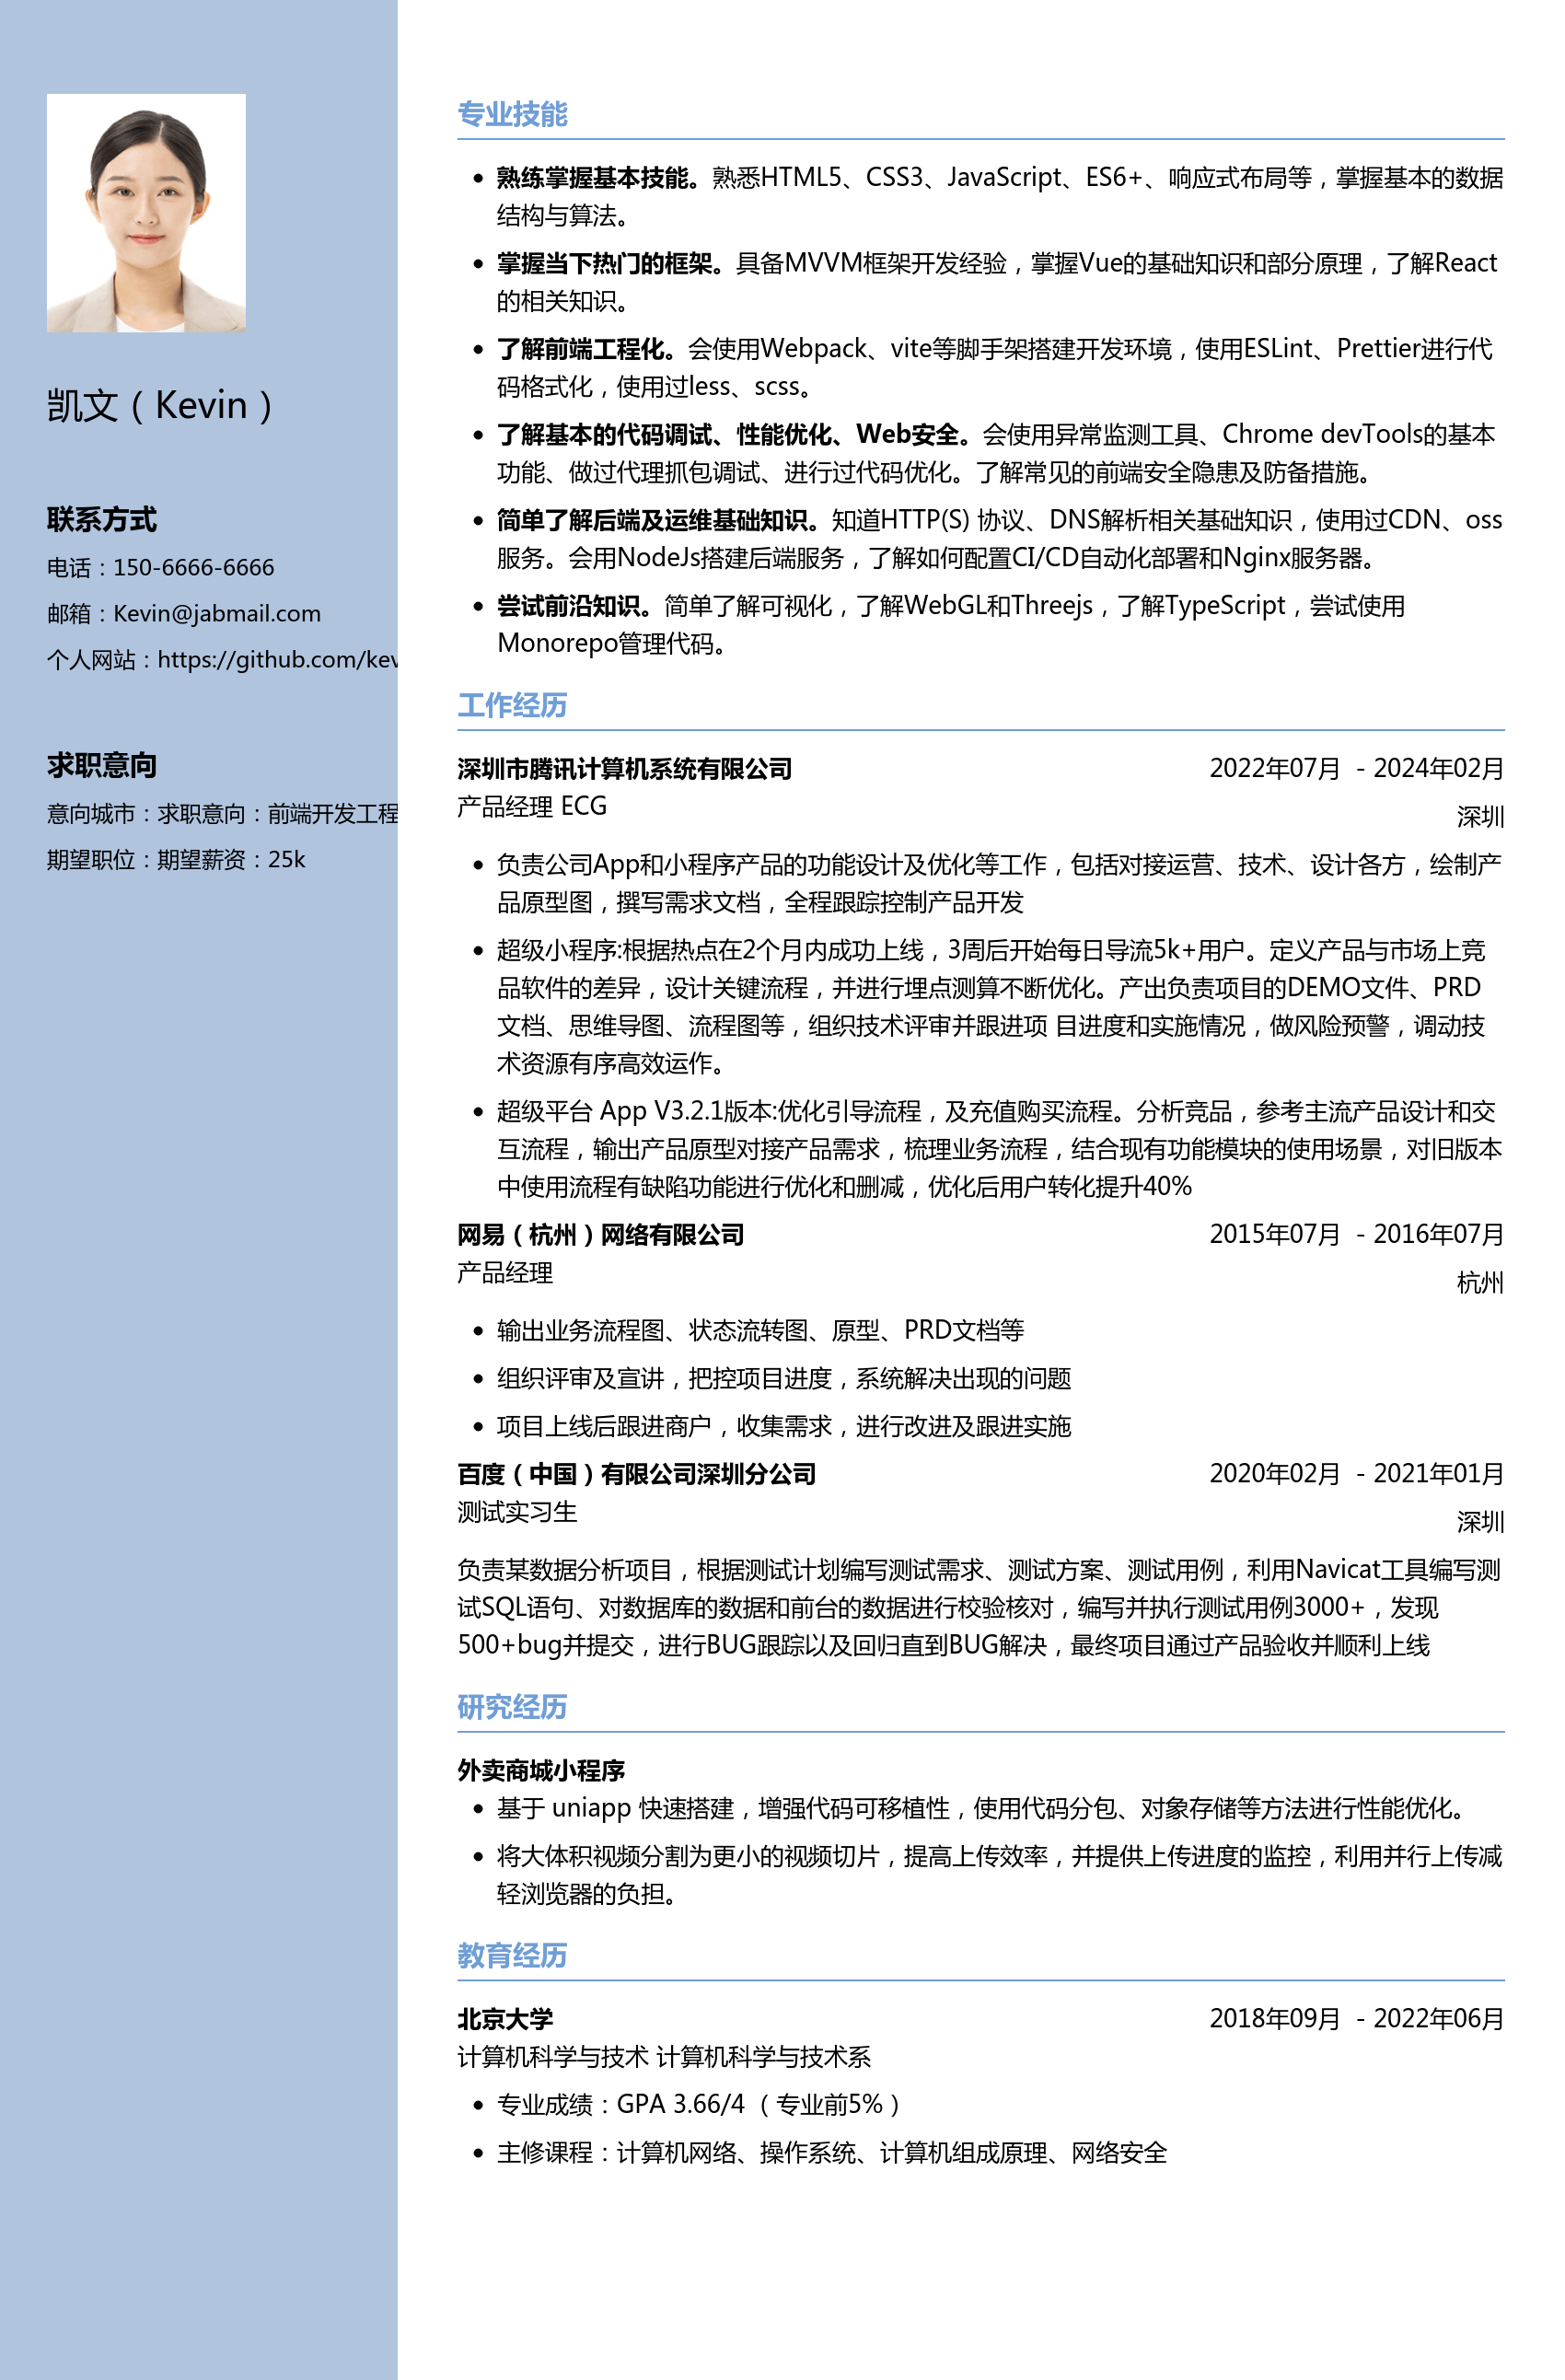 凯文（Kevin）
联系方式
电话：150-6666-6666
邮箱：Kevin@jabmail.com
个人网站：https://github.com/kev
求职意向
意向城市：求职意向：前端开发工程
期望职位：期望薪资：25k
专业技能
熟练掌握基本技能。熟悉HTML5、CSS3、JavaScript、ES6+、响应式布局等，掌握基本的数据
结构与算法。
掌握当下热门的框架。具备MVVM框架开发经验，掌握Vue的基础知识和部分原理，了解React
的相关知识。
了解前端工程化。会使用Webpack、vite等脚手架搭建开发环境，使用ESLint、Prettier进行代
码格式化，使用过less、scss。
了解基本的代码调试、性能优化、Web安全。会使用异常监测工具、Chrome devTools的基本
功能、做过代理抓包调试、进行过代码优化。了解常见的前端安全隐患及防备措施。
简单了解后端及运维基础知识。知道HTTP(S) 协议、DNS解析相关基础知识，使用过CDN、oss
服务。会用NodeJs搭建后端服务，了解如何配置CI/CD自动化部署和Nginx服务器。
尝试前沿知识。简单了解可视化，了解WebGL和Threejs，了解TypeScript，尝试使用
Monorepo管理代码。
工作经历
深圳市腾讯计算机系统有限公司 2022年07月 - 2024年02月
产品经理 ECG
深圳
负责公司App和小程序产品的功能设计及优化等工作，包括对接运营、技术、设计各方，绘制产
品原型图，撰写需求文档，全程跟踪控制产品开发
超级小程序:根据热点在2个月内成功上线，3周后开始每日导流5k+用户。定义产品与市场上竞
品软件的差异，设计关键流程，并进行埋点测算不断优化。产出负责项目的DEMO文件、PRD
文档、思维导图、流程图等，组织技术评审并跟进项 目进度和实施情况，做风险预警，调动技
术资源有序高效运作。
超级平台 App V3.2.1版本:优化引导流程，及充值购买流程。分析竞品，参考主流产品设计和交
互流程，输出产品原型对接产品需求，梳理业务流程，结合现有功能模块的使用场景，对旧版本
中使用流程有缺陷功能进行优化和删减，优化后用户转化提升40%
网易（杭州）网络有限公司 2015年07月 - 2016年07月
产品经理
杭州
输出业务流程图、状态流转图、原型、PRD文档等
组织评审及宣讲，把控项目进度，系统解决出现的问题
项目上线后跟进商户，收集需求，进行改进及跟进实施
百度（中国）有限公司深圳分公司 2020年02月 - 2021年01月
测试实习生
深圳
负责某数据分析项目，根据测试计划编写测试需求、测试方案、测试用例，利用Navicat工具编写测
试SQL语句、对数据库的数据和前台的数据进行校验核对，编写并执行测试用例3000+，发现
500+bug并提交，进行BUG跟踪以及回归直到BUG解决，最终项目通过产品验收并顺利上线
研究经历
外卖商城小程序
基于 uniapp 快速搭建，增强代码可移植性，使用代码分包、对象存储等方法进行性能优化。
将大体积视频分割为更小的视频切片，提高上传效率，并提供上传进度的监控，利用并行上传减
轻浏览器的负担。
教育经历
北京大学 2018年09月 - 2022年06月
计算机科学与技术 计算机科学与技术系
专业成绩：GPA 3.66/4 （专业前5%）
主修课程：计算机网络、操作系统、计算机组成原理、网络安全